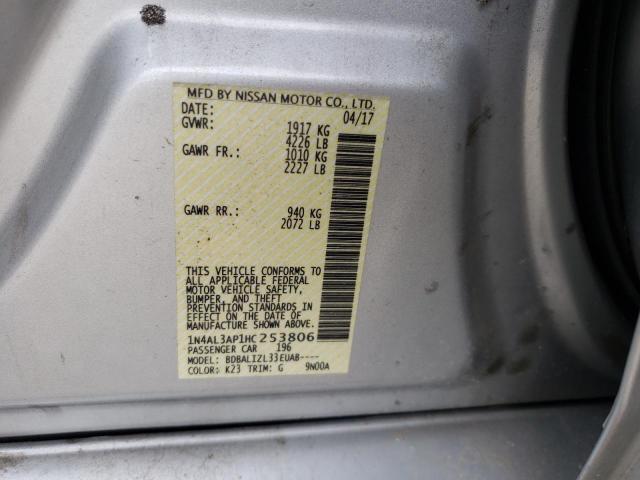 MFD BY NISSAN MOTOR CO., LTD.
DATE: 04/17
GVWR: 1917 KG
4226 LB
GAWR FR.: 1010 KG
2227 LB
GAWR RR.: 940 KG
2072 LB
THIS VEHICLE CONFORMS TO
ALL APPLICABLE FEDERAL
MOTOR VEHICLE SAFETY,
BUMPER, AND THEFT
PREVENTION STANDARDS IN
EFFECT ON THE DATE OF
MANUFACTURE SHOWN ABOVE.
1N4AL3AP1HC253806
PASSENGER CAR 196
MODEL: BDBALIZL33EUAB----
COLOR: K23 TRIM: G 9N00A